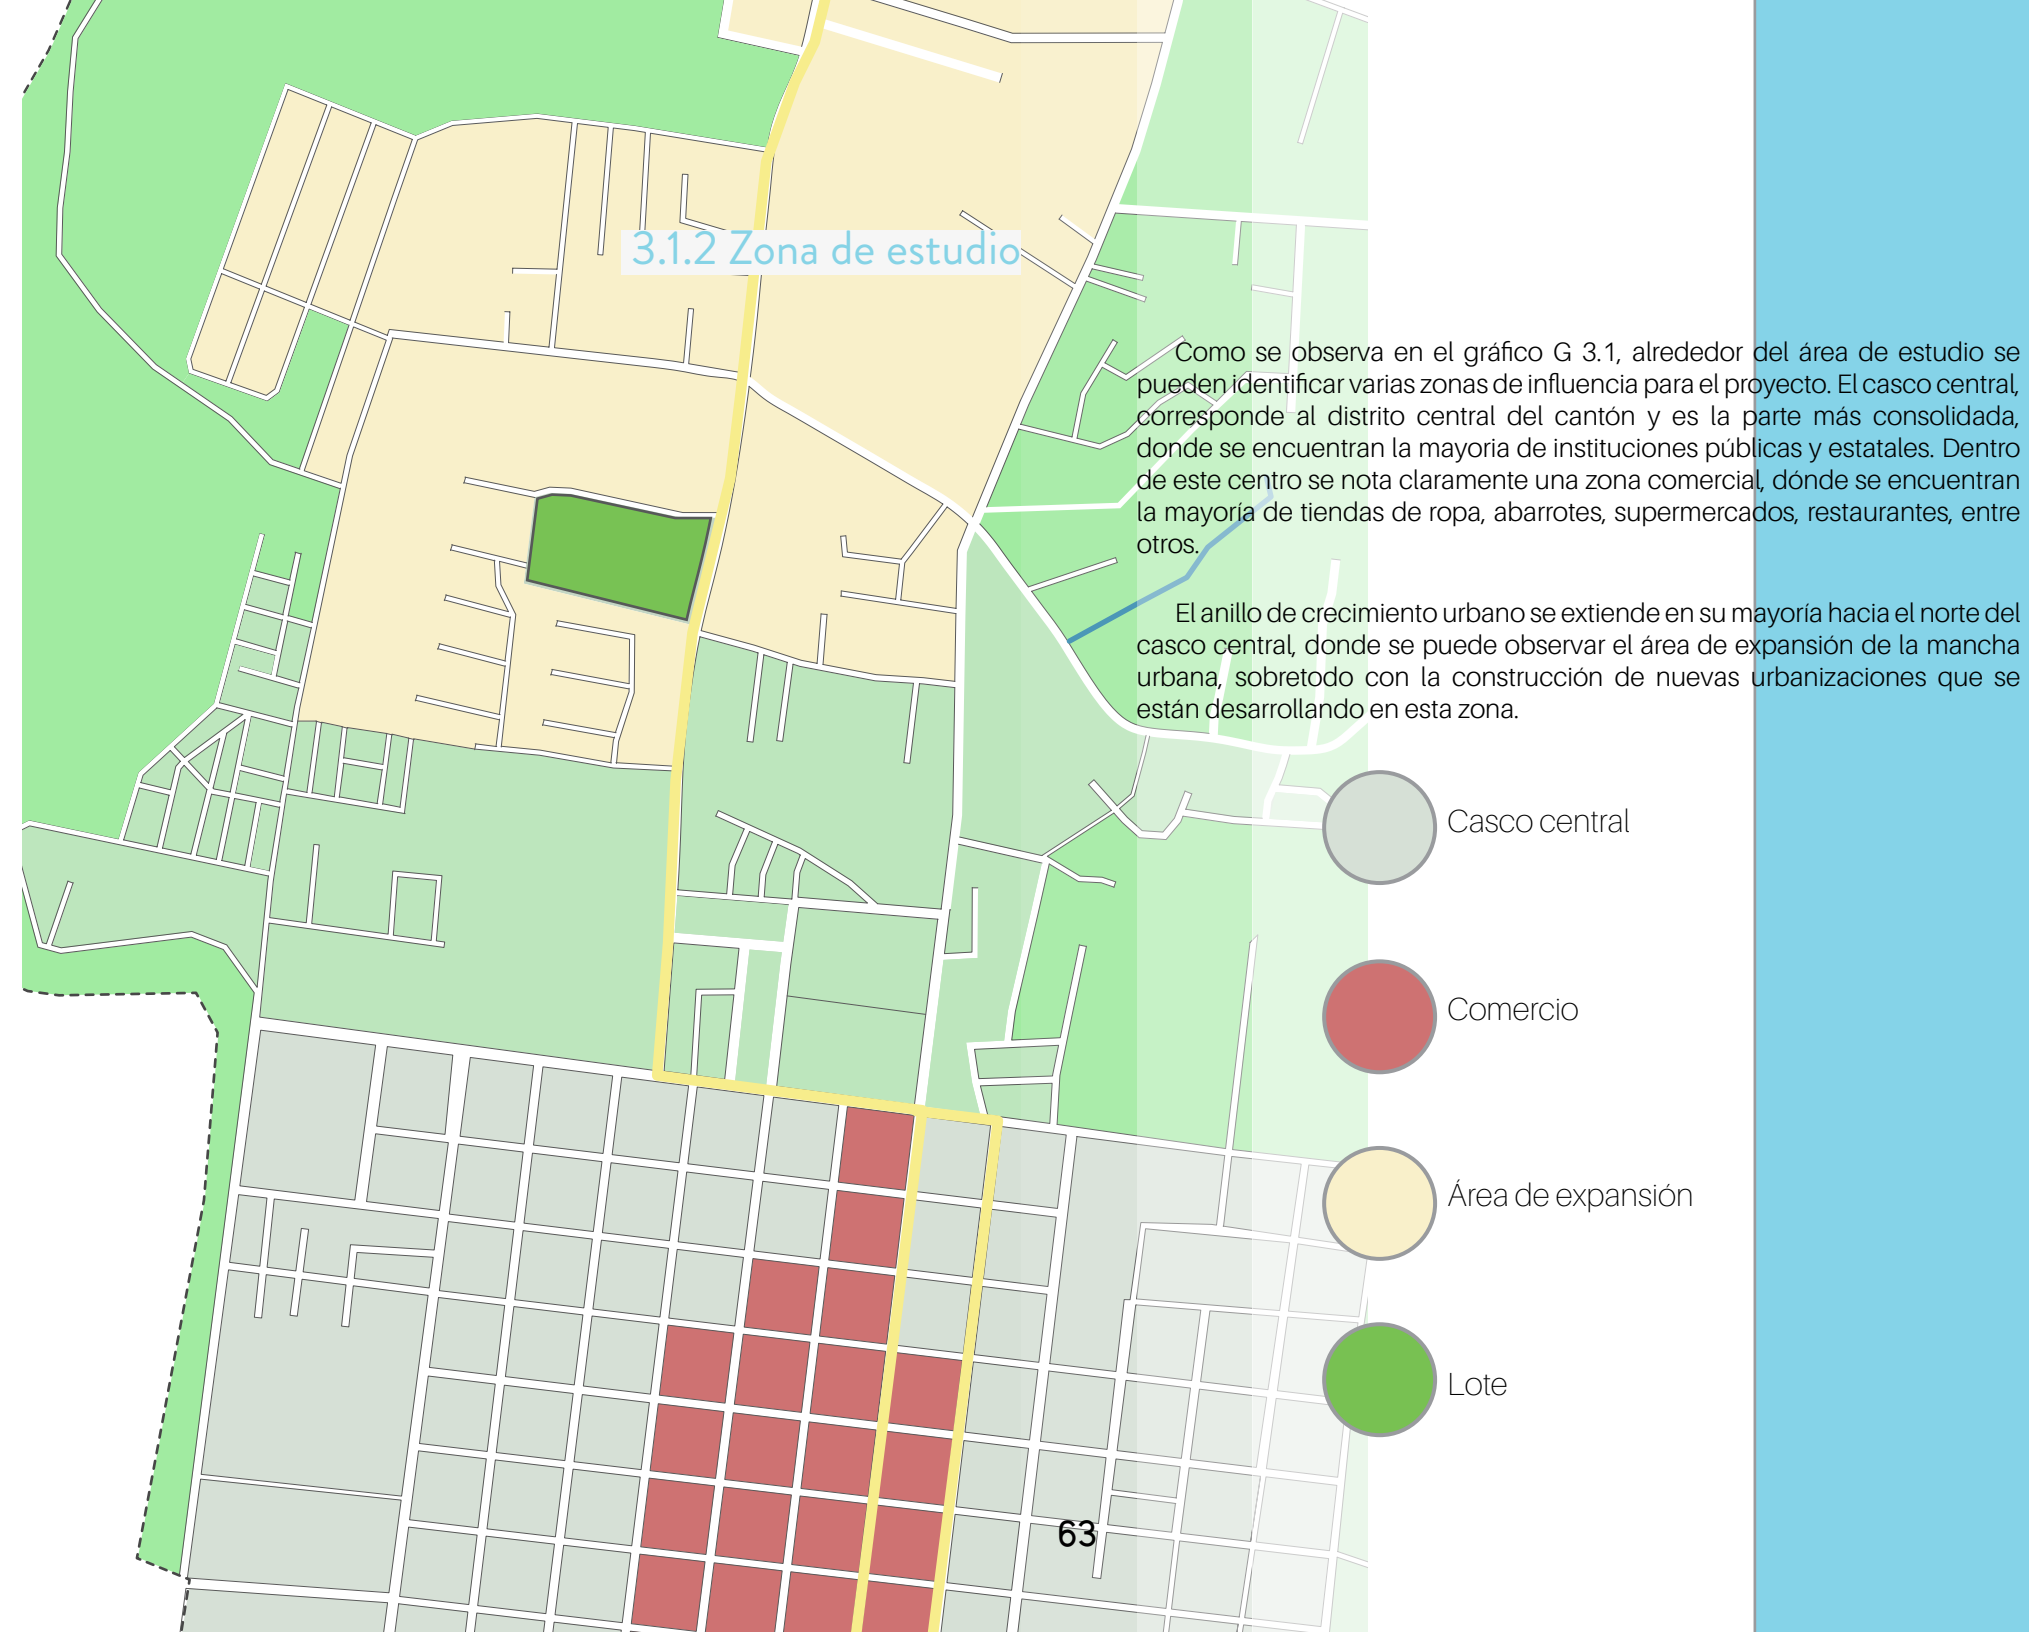 3.1.2 Zona de estudio
Como se observa en el gráfico G 3.1, alrededor del área de estudio se
pueden identificar varias zonas de influencia para el proyecto. El casco central,
corresponde al distrito central del cantón y es la parte más consolidada,
donde se encuentran la mayoria de instituciones públicas y estatales. Dentro
de este centro se nota claramente una zona comercial, dónde se encuentran
la mayoría de tiendas de ropa, abarrotes, supermercados, restaurantes, entre
otros.
El anillo de crecimiento urbano se extiende en su mayoría hacia el norte del
casco central, donde se puede observar el área de expansión de la mancha
urbana, sobretodo con la construcción de nuevas urbanizaciones que se
están desarrollando en esta zona.
Casco central
Comercio
Área de expansión
Lote
63